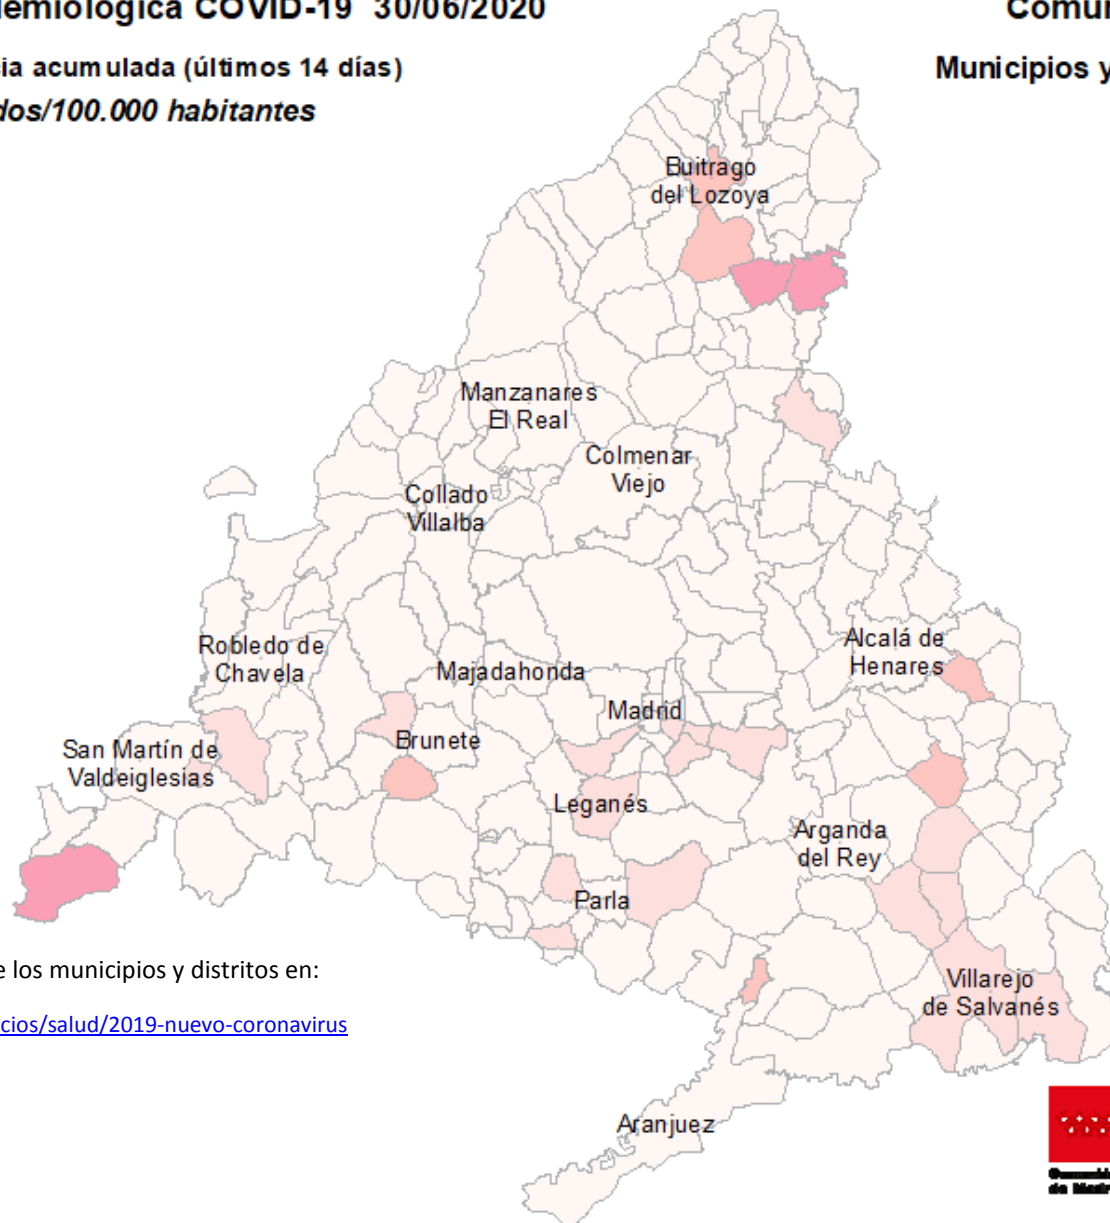 emiológica COVID-19 30/06/2020
Comun
ia acumulada (últimos 14 días)
Municipios y
dos/100.000 habitantes
Buitrago
del Lozoya
Manzanares
El Real
Colmenar
Viejo
Collado
Villalba
Alcalá de
Henares
Robledo de
Chavela
Majadahonda
Madrid
Brunete
San Martín de
Valdeiglesias
Leganés
Arganda
del Rey
Parla
e los municipios y distritos en:
Villarejo
de Salvanés
cios/salud/2019-nuevo-coronavirus
Aranjuez